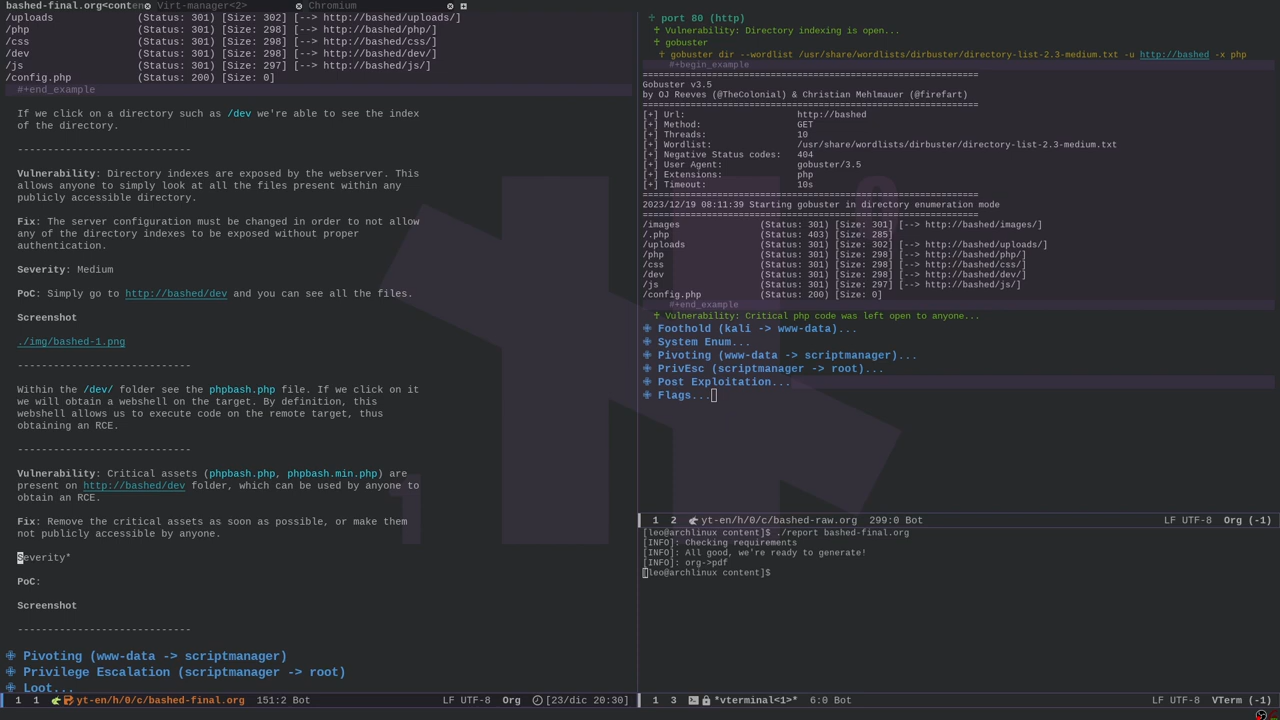 bashed-final.org<conten Virt-manager<2> Chromium
/uploads (Status: 301) [Size: 302] [--> http://bashed/uploads/]
/php (Status: 301) [Size: 298] [--> http://bashed/php/]
/css (Status: 301) [Size: 298] [--> http://bashed/css/]
/dev (Status: 301) [Size: 298] [--> http://bashed/dev/]
/js (Status: 301) [Size: 297] [--> http://bashed/js/]
/config.php (Status: 200) [Size: 0]
#+end_example
If we click on a directory such as /dev we're able to see the index
of the directory.
-----------------------------
Vulnerability: Directory indexes are exposed by the webserver. This
allows anyone to simply look at all the files present within any
publicly accessible directory.
Fix: The server configuration must be changed in order to not allow
any of the directory indexes to be exposed without proper
authentication.
Severity: Medium
PoC: Simply go to http://bashed/dev and you can see all the files.
Screenshot
./img/bashed-1.png
-----------------------------
Within the /dev/ folder see the phpbash.php file. If we click on it
we will obtain a webshell on the target. By definition, this
webshell allows us to execute code on the remote target, thus
obtaining an RCE.
-----------------------------
Vulnerability: Critical assets (phpbash.php, phpbash.min.php) are
present on http://bashed/dev folder, which can be used by anyone to
obtain an RCE.
Fix: Remove the critical assets as soon as possible, or make them
not publicly accessible by anyone.
Severity*
PoC:
Screenshot
-----------------------------
Pivoting (www-data -> scriptmanager)
Privilege Escalation (scriptmanager -> root)
Loot...
1 1 yt-en/h/0/c/bashed-final.org 151:2 Bot LF UTF-8 Org [23/dic 20:30]
port 80 (http)
Vulnerability: Directory indexing is open...
gobuster
gobuster dir --wordlist /usr/share/wordlists/dirbuster/directory-list-2.3-medium.txt -u http://bashed -x php
#+begin_example
===============================================================
Gobuster v3.5
by OJ Reeves (@TheColonial) & Christian Mehlmauer (@firefart)
===============================================================
[+] Url: http://bashed
[+] Method: GET
[+] Threads: 10
[+] Wordlist: /usr/share/wordlists/dirbuster/directory-list-2.3-medium.txt
[+] Negative Status codes: 404
[+] User Agent: gobuster/3.5
[+] Extensions: php
[+] Timeout: 10s
===============================================================
2023/12/19 08:11:39 Starting gobuster in directory enumeration mode
===============================================================
/images (Status: 301) [Size: 301] [--> http://bashed/images/]
/.php (Status: 403) [Size: 285]
/uploads (Status: 301) [Size: 302] [--> http://bashed/uploads/]
/php (Status: 301) [Size: 298] [--> http://bashed/php/]
/css (Status: 301) [Size: 298] [--> http://bashed/css/]
/dev (Status: 301) [Size: 298] [--> http://bashed/dev/]
/js (Status: 301) [Size: 297] [--> http://bashed/js/]
/config.php (Status: 200) [Size: 0]
#+end_example
Vulnerability: Critical php code was left open to anyone...
Foothold (kali -> www-data)...
System Enum...
Pivoting (www-data -> scriptmanager)...
PrivEsc (scriptmanager -> root)...
Post Exploitation...
Flags...
1 2 yt-en/h/0/c/bashed-raw.org 299:0 Bot LF UTF-8 Org (-1)
[leo@archlinux content]$ ./report bashed-final.org
[INFO]: Checking requirements
[INFO]: All good, we're ready to generate!
[INFO]: org->pdf
[leo@archlinux content]$
1 3 *vterminal<1>* 6:0 Bot LF UTF-8 VTerm (-1)